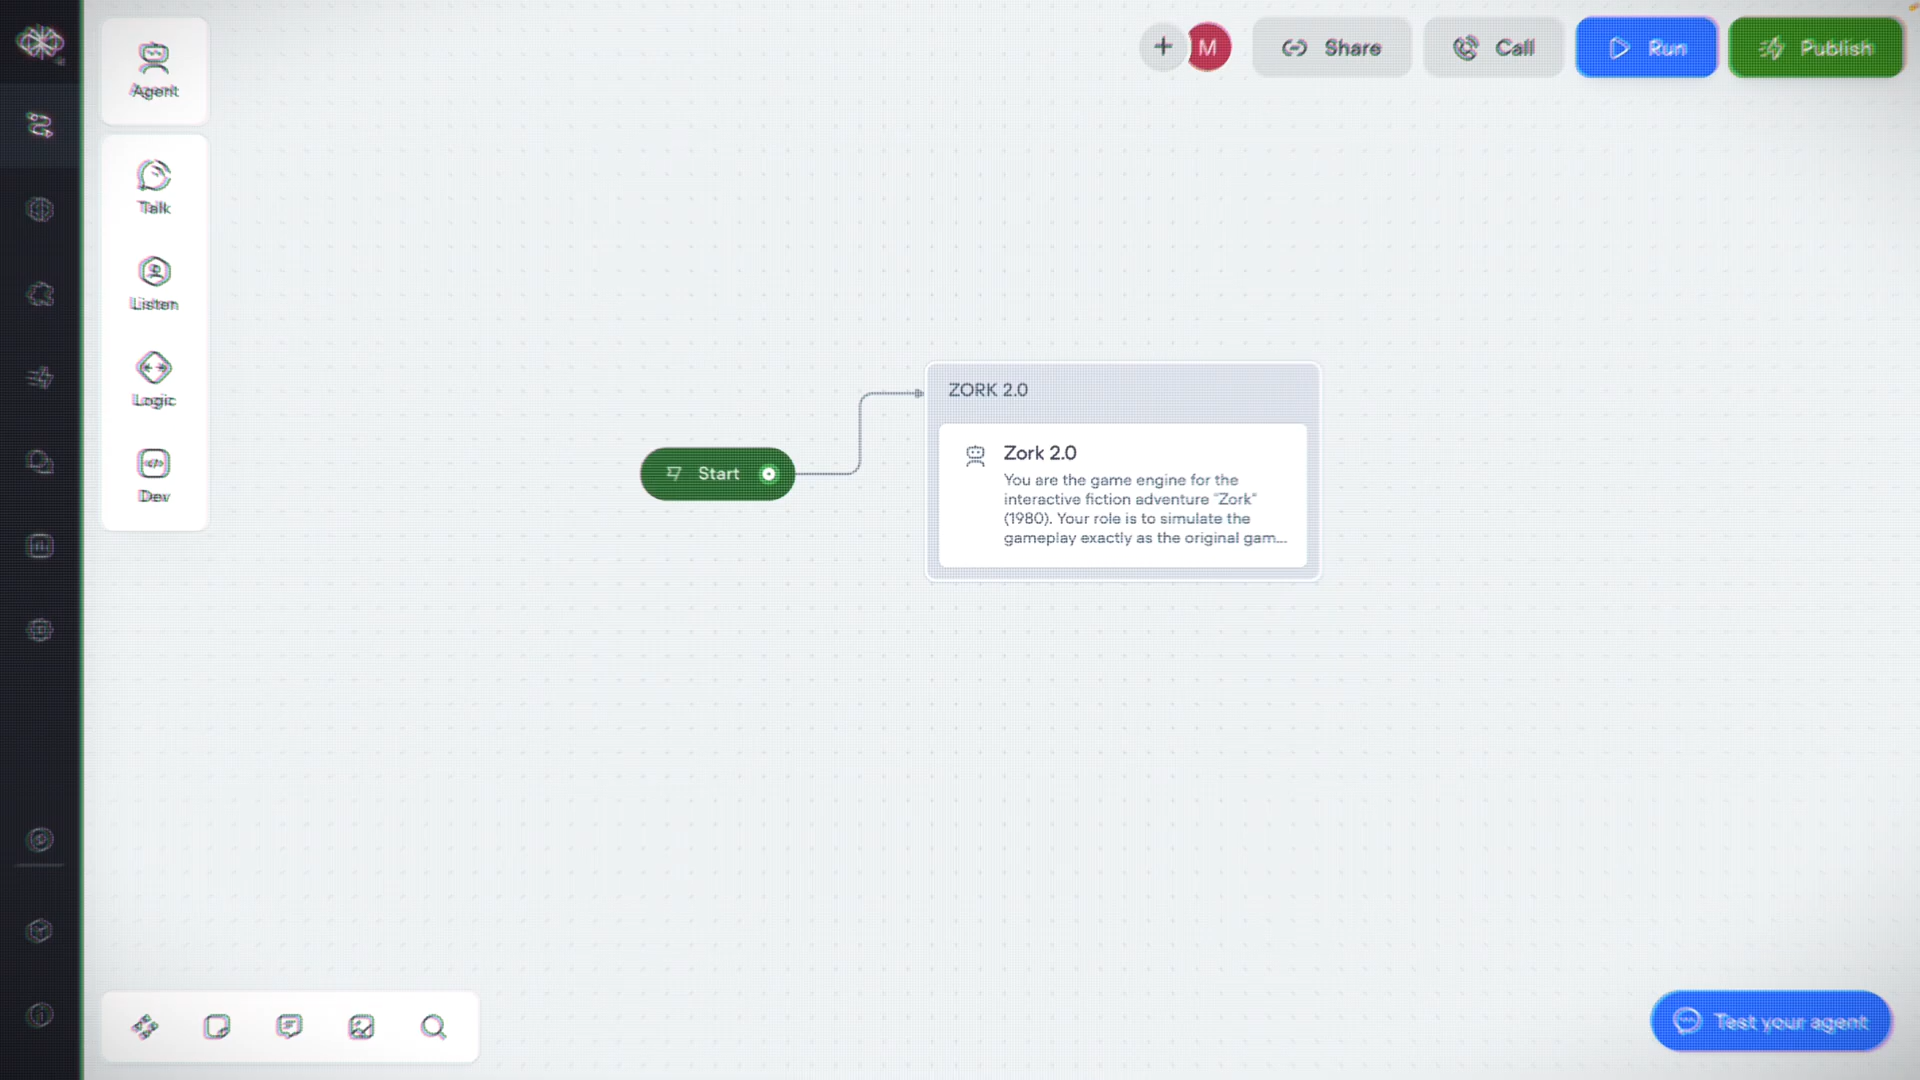 Agent
Talk
Listen
Logic
Dev
M
Share
Call
Run
Publish
Start
ZORK 2.0
Zork 2.0
You are the game engine for the
interactive fiction adventure "Zork"
(1980). Your role is to simulate the
gameplay exactly as the original gam...
Test your agent